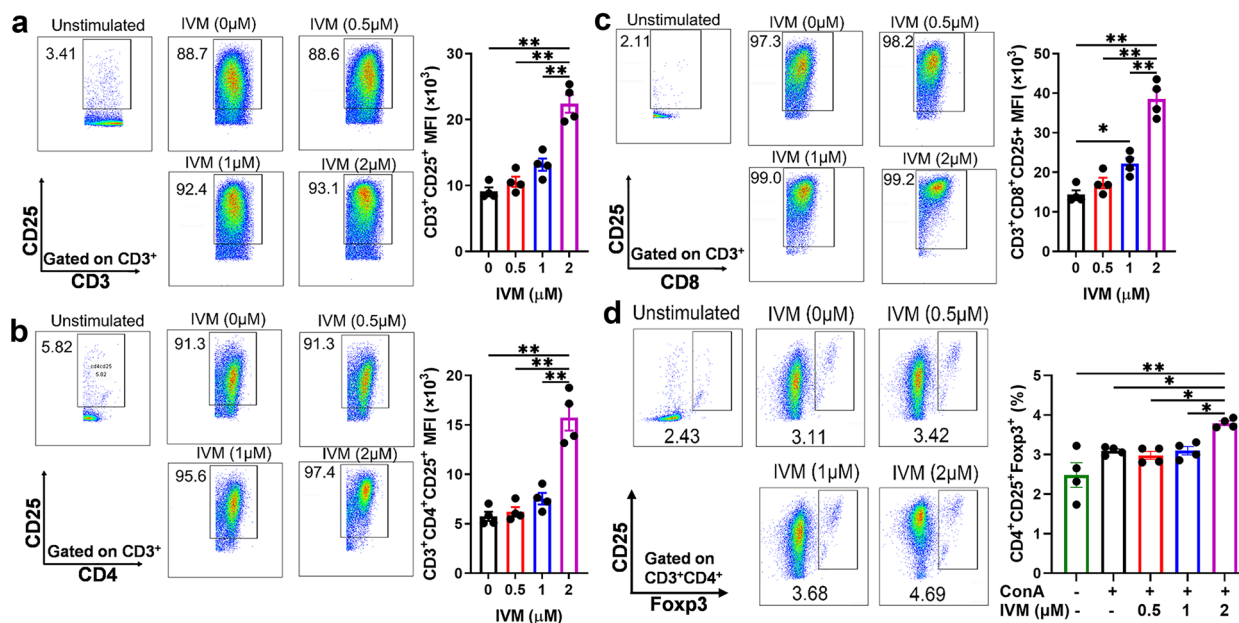 a
Unstimulated
IVM (0μM)
IVM (0.5μM)
3.41
88.7
88.6
IVM (1μM)
IVM (2μM)
92.4
93.1
CD25
Gated on CD3+
CD3
CD3+CD25+ MFI (×10³)
30
20
10
0
**
**
**
0 0.5 1 2
IVM (μM)
b
Unstimulated
IVM (0μM)
IVM (0.5μM)
5.82
cd4cd25
5.82
91.3
91.3
IVM (1μM)
IVM (2μM)
95.6
97.4
CD25
Gated on CD3+
CD4
CD3+CD4+CD25+ MFI (×10³)
20
15
10
5
0
**
**
**
0 0.5 1 2
IVM (μM)
c
Unstimulated
IVM (0μM)
IVM (0.5μM)
2.11
97.3
98.2
IVM (1μM)
IVM (2μM)
99.0
99.2
CD25
Gated on CD3+
CD8
CD3+CD8+CD25+ MFI (×10³)
50
40
30
20
10
0
**
**
**
*
0 0.5 1 2
IVM (μM)
d
Unstimulated
IVM (0μM)
IVM (0.5μM)
2.43
3.11
3.42
IVM (1μM)
IVM (2μM)
3.68
4.69
CD25
Gated on
CD3+CD4+
Foxp3
CD4+CD25+Foxp3+ (%)
5
4
3
2
1
0
**
*
*
*
ConA - + + + +
IVM (μM) - - 0.5 1 2